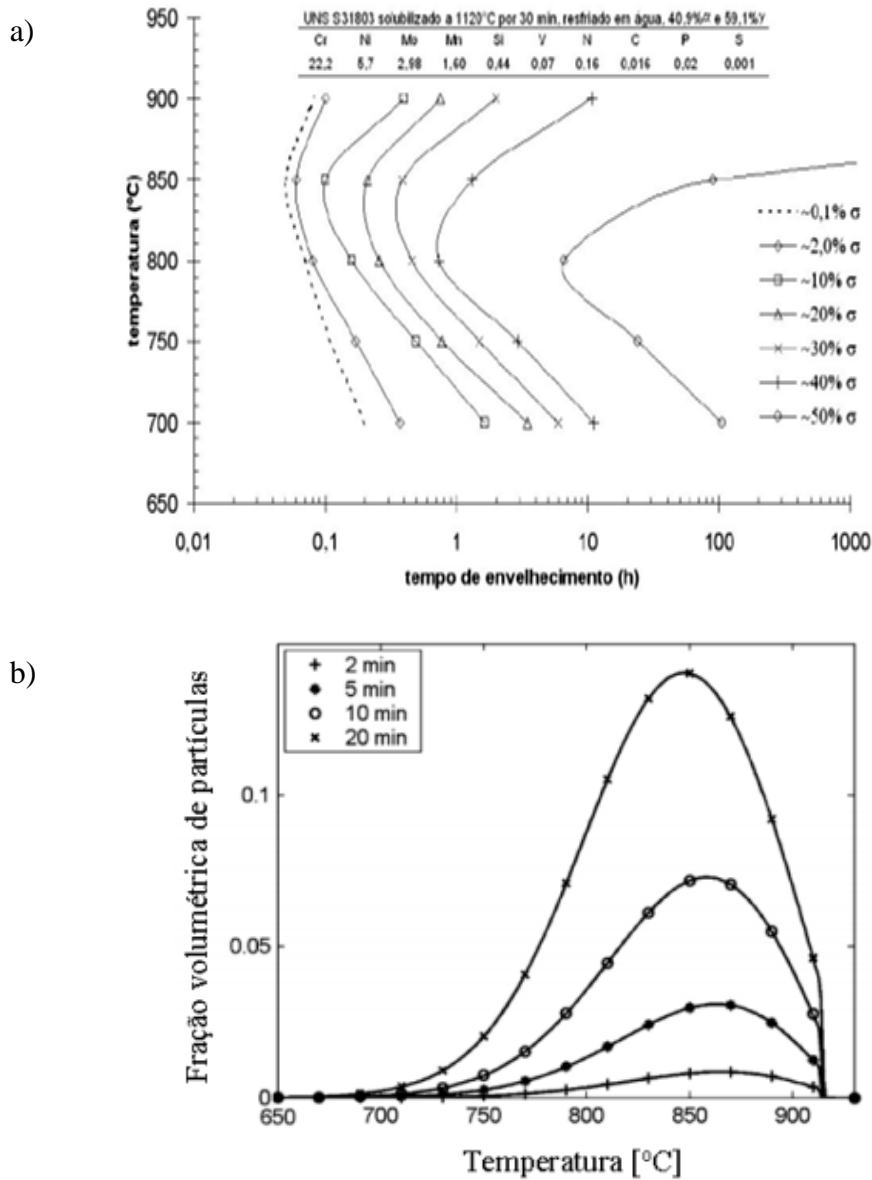 a)
UNS S31803 solubilizado a 1120°C por 30 min, resfriado em água, 40.9%α e 59.1%γ
Cr Ni Mo Mn Si V N C P S
22,2 5,7 2,98 1,60 0,44 0,07 0,16 0,016 0,02 0,001
temperatura (°C)
950
900
850
800
750
700
650
~0,1% σ
~2,0% σ
~10% σ
~20% σ
~30% σ
~40% σ
~50% σ
0,01 0,1 1 10 100 1000
tempo de envelhecimento (h)
b)
2 min
5 min
10 min
20 min
Fração volumétrica de partículas
0.1
0.05
0
650 700 750 800 850 900
Temperatura [°C]